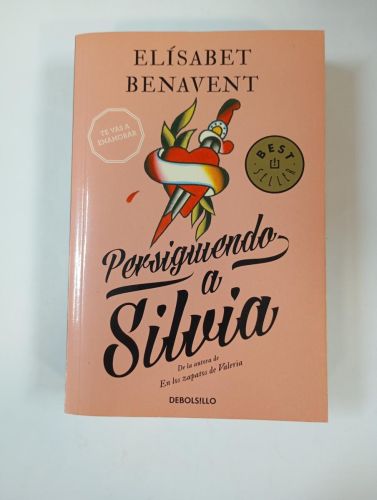 ELÍSABET
BENAVENT
TE VAS A
ENAMORAR
BEST
SELLER
Persiguiendo
a
Silvia
De la autora de
En los zapatos de Valeria
DEBOLSILLO